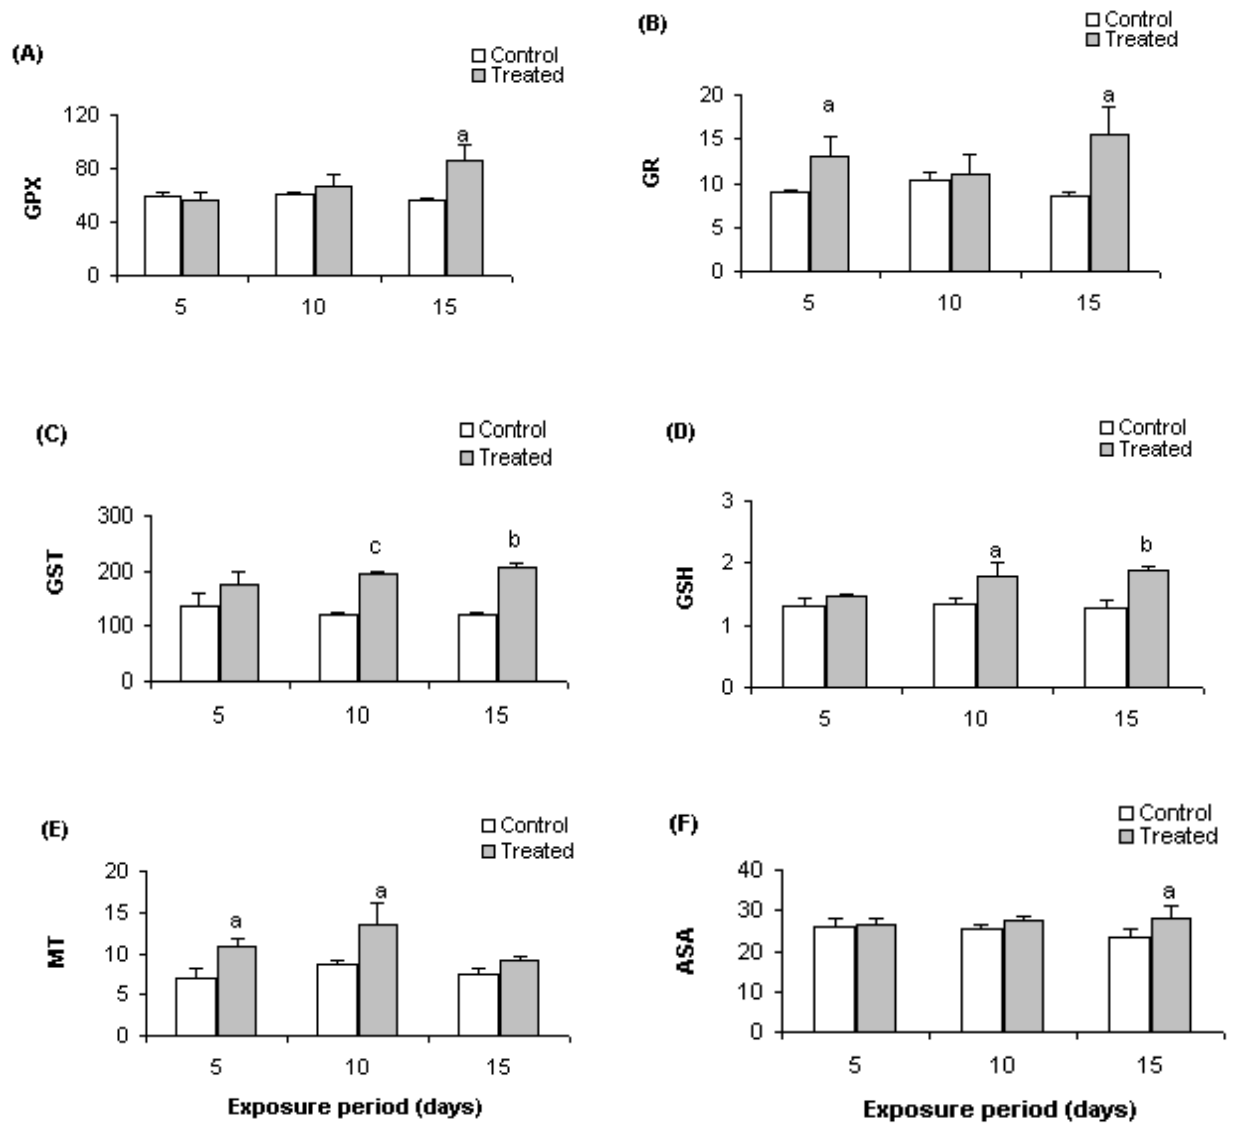 (A)
Control
Treated
GPX
120
80
40
0
a
5 10 15
(B)
Control
Treated
GR
20
15
10
5
0
a a
5 10 15
(C)
Control
Treated
GST
300
200
100
0
c b
5 10 15
(D)
Control
Treated
GSH
3
2
1
0
a b
5 10 15
(E)
Control
Treated
MT
20
15
10
5
0
a a
5 10 15
Exposure period (days)
(F)
Control
Treated
ASA
40
30
20
10
0
a
5 10 15
Exposure period (days)